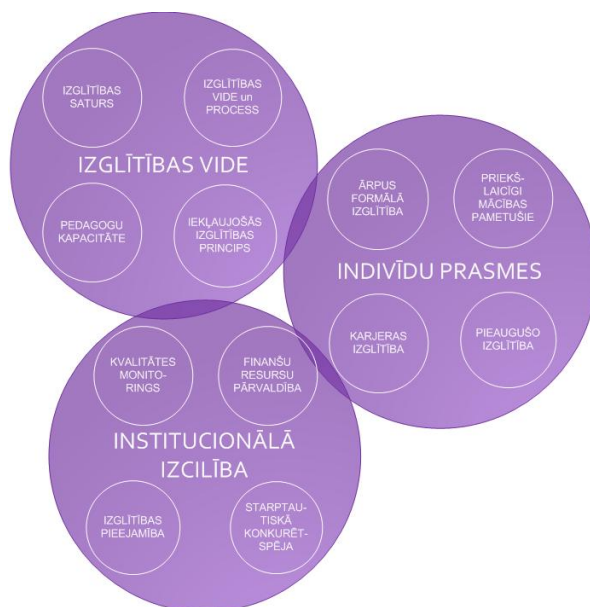 IZGLĪTĪBAS
SATURS
IZGLĪTĪBAS
VIDE un
PROCESS
IZGLĪTĪBAS VIDE
PEDAGOGU
KAPACITĀTE
IEKĻAUJOŠĀS
IZGLĪTĪBAS
PRINCIPS
ĀRPUS
FORMĀLĀ
IZGLĪTĪBA
PRIEKŠ-
LAICĪGI
MĀCĪBAS
PAMETUŠIE
INDIVĪDU PRASMES
KARJERAS
IZGLĪTĪBA
PIEAUGUŠO
IZGLĪTĪBA
KVALITĀTES
MONITO-
RINGS
FINANŠU
RESURSU
PĀRVALDĪBA
INSTITUCIONĀLĀ
IZCILĪBA
IZGLĪTĪBAS
PIEEJAMĪBA
STARPTAU-
TISKĀ
KONKURĒT-
SPĒJA